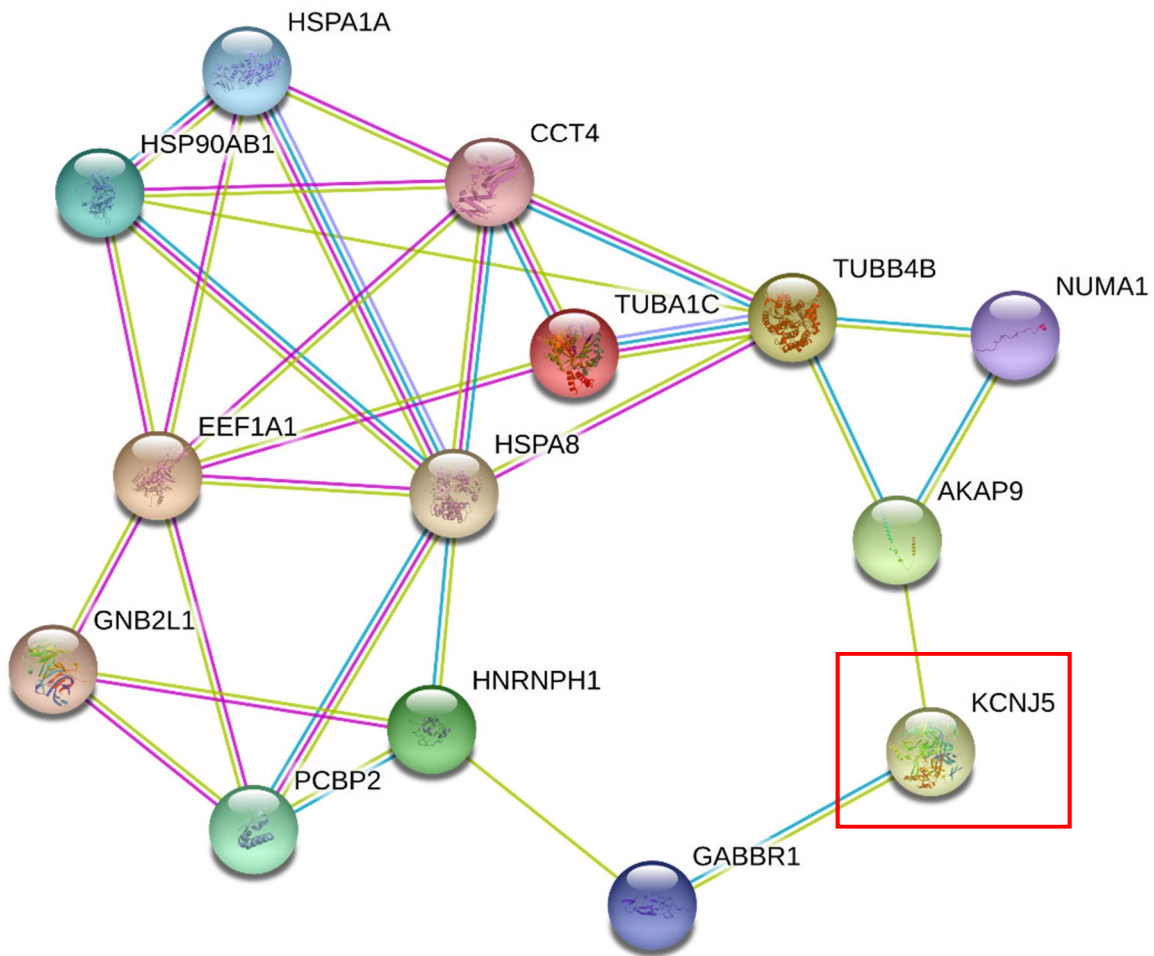 HSPA1A
CCT4
HSP90AB1
TUBB4B
NUMA1
TUBA1C
EEF1A1
HSPA8
AKAP9
GNB2L1
HNRNPH1
KCNJ5
PCBP2
GABBR1